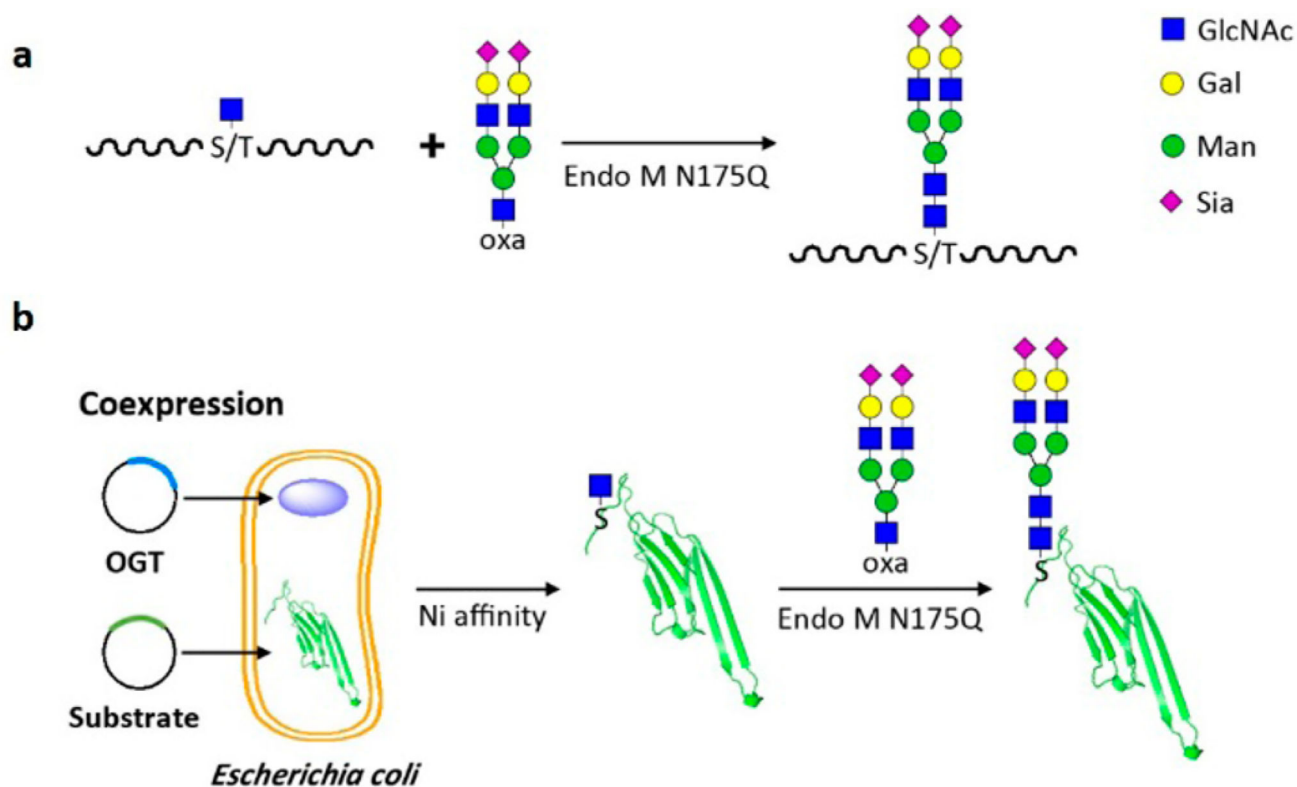 a
S/T
+
oxa
Endo M N175Q
S/T
GlcNAc
Gal
Man
Sia
b
Coexpression
OGT
Substrate
Escherichia coli
Ni affinity
S
oxa
Endo M N175Q
S